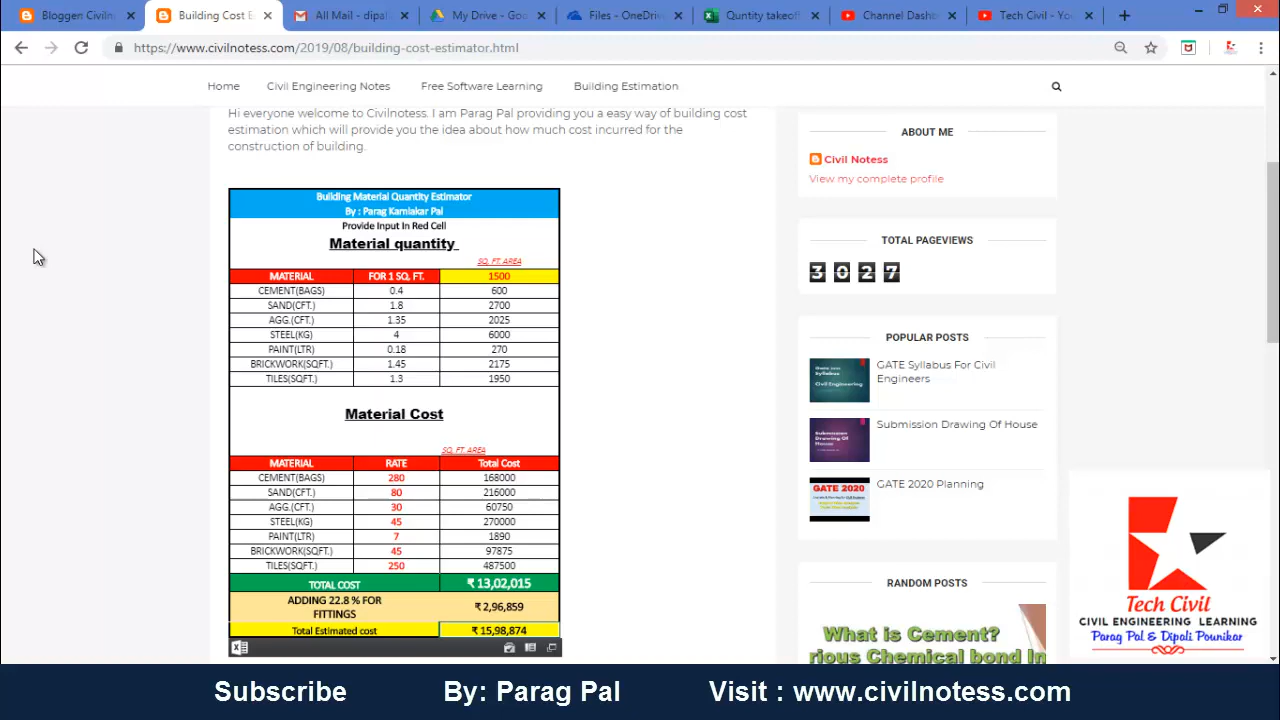 Bloggen Civilno
Building Cost E
All Mail - dipal
My Drive - Goo
Files - OneDriv
Quntity takeof
Channel Dashb
Tech Civil - Yo
https://www.civilnotess.com/2019/08/building-cost-estimator.html
Home Civil Engineering Notes Free Software Learning Building Estimation
Hi everyone welcome to Civilnotess. I am Parag Pal providing you a easy way of building cost
estimation which will provide you the idea about how much cost incurred for the
construction of building.
Building Material Quantity Estimator
By : Parag Kamlakar Pal
Provide Input In Red Cell
Material quantity
SQ. FT. AREA
MATERIAL FOR 1 SQ. FT. 1500
CEMENT(BAGS) 0.4 600
SAND(CFT.) 1.8 2700
AGG.(CFT.) 1.35 2025
STEEL(KG) 4 6000
PAINT(LTR) 0.18 270
BRICKWORK(SQFT.) 1.45 2175
TILES(SQFT.) 1.3 1950
Material Cost
SQ. FT. AREA
MATERIAL RATE Total Cost
CEMENT(BAGS) 280 168000
SAND(CFT.) 80 216000
AGG.(CFT.) 30 60750
STEEL(KG) 45 270000
PAINT(LTR) 7 1890
BRICKWORK(SQFT.) 45 97875
TILES(SQFT.) 250 487500
TOTAL COST ₹ 13,02,015
ADDING 22.8 % FOR
FITTINGS ₹ 2,96,859
Total Estimated cost ₹ 15,98,874
ABOUT ME
Civil Notess
View my complete profile
TOTAL PAGEVIEWS
3 0 2 7
POPULAR POSTS
GATE Syllabus For Civil
Engineers
Submission Drawing Of House
GATE 2020
GATE 2020 Planning
RANDOM POSTS
What is Cement?
rious Chemical bond In
Tech Civil
CIVIL ENGINEERING LEARNING
Parag Pal & Dipali Pounikar
Subscribe By: Parag Pal Visit : www.civilnotess.com